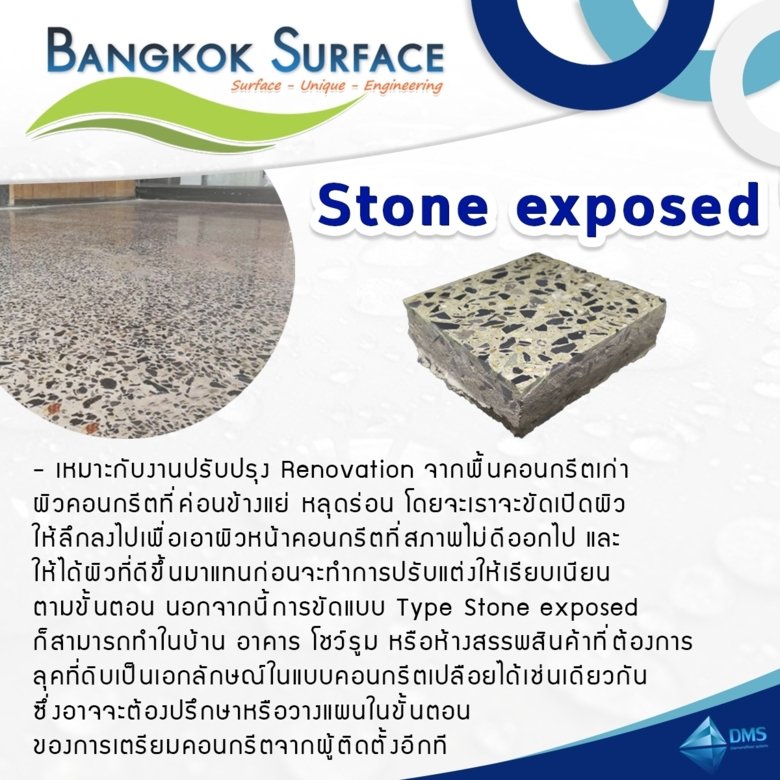 BANGKOK SURFACE
Surface - Unique - Engineering
Stone exposed
- เหมาะกับงานปรับปรุง Renovation จากพื้นคอนกรีตเก่า
ผิวคอนกรีตที่ค่อนข้างแย่ หลุดร่อน โดยจะเราจะขัดเปิดผิว
ให้ลึกลงไปเพื่อเอาผิวหน้าคอนกรีตที่สภาพไม่ดีออกไป และ
ให้ได้ผิวที่ดีขึ้นมาแทนก่อนจะทำการปรับแต่งให้เรียบเนียน
ตามขั้นตอน นอกจากนี้การขัดแบบ Type Stone exposed
ก็สามารถทำในบ้าน อาคาร โชว์รูม หรือห้างสรรพสินค้าที่ต้องการ
ลุคที่ดิบเป็นเอกลักษณ์ในแบบคอนกรีตเปลือยได้เช่นเดียวกัน
ซึ่งอาจจะต้องปรึกษาหรือวางแผนในขั้นตอน
ของการเตรียมคอนกรีตจากผู้ติดตั้งอีกที
DMS